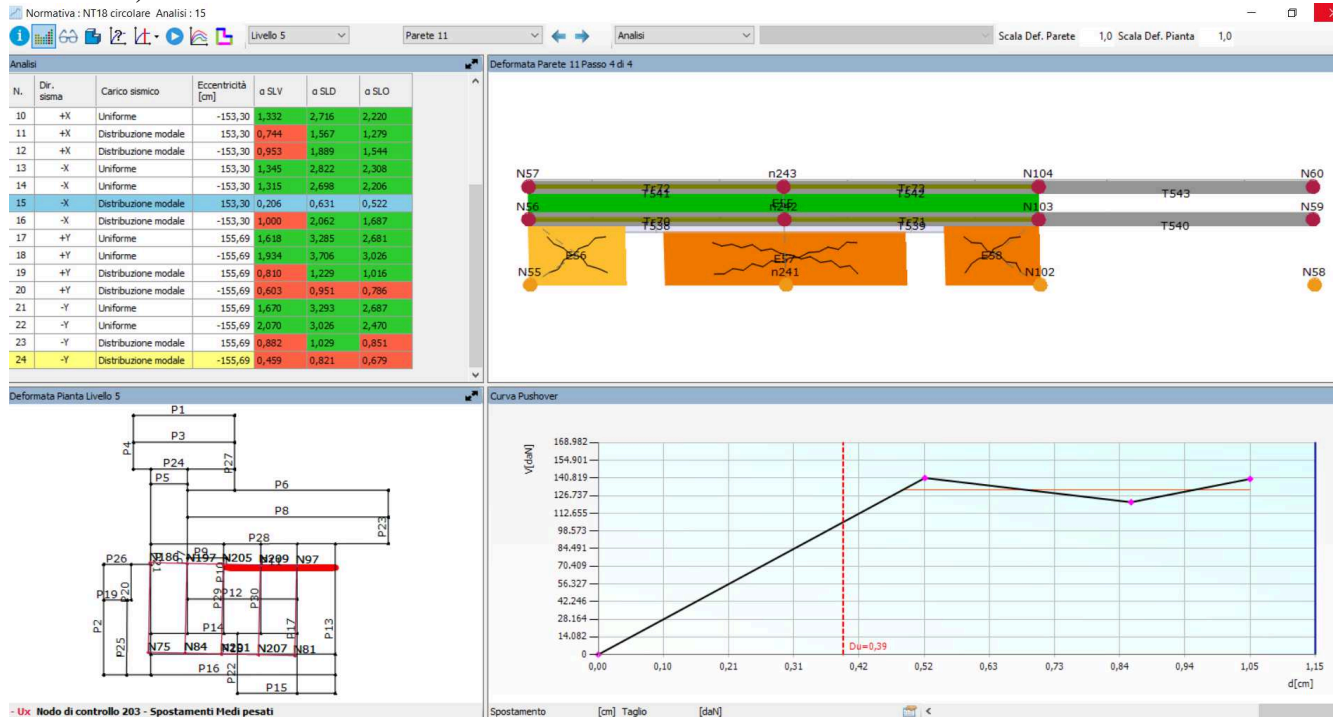 Normativa : NT18 circolare Analisi : 15
Livello 5 Parete 11 Analisi Scala Def. Parete 1,0 Scala Def. Pianta 1,0
Analisi
N. Dir. sisma Carico sismico Eccentricità [cm] α SLV α SLD α SLO
10 +X Uniforme -153,30 1,332 2,716 2,220
11 +X Distribuzione modale 153,30 0,744 1,567 1,279
12 +X Distribuzione modale -153,30 0,953 1,889 1,544
13 -X Uniforme 153,30 1,345 2,822 2,308
14 -X Uniforme -153,30 1,315 2,698 2,206
15 -X Distribuzione modale 153,30 0,206 0,631 0,522
16 -X Distribuzione modale -153,30 1,000 2,062 1,687
17 +Y Uniforme 155,69 1,618 3,285 2,681
18 +Y Uniforme -155,69 1,934 3,706 3,026
19 +Y Distribuzione modale 155,69 0,810 1,229 1,016
20 +Y Distribuzione modale -155,69 0,603 0,951 0,786
21 -Y Uniforme 155,69 1,670 3,293 2,687
22 -Y Uniforme -155,69 2,070 3,026 2,470
23 -Y Distribuzione modale 155,69 0,882 1,029 0,851
24 -Y Distribuzione modale -155,69 0,459 0,821 0,679
Deformata Parete 11 Passo 4 di 4
N57 n243 N104 N60
T541 T542 T543
N56 n242 N103 N59
T538 T539 T540
E56 E57 E58
N55 n241 N102 N58
Deformata Pianta Livello 5
P1
P4 P3 P27
P24
P5 P6
P8 P23
P28
P26 N186 P9 N197 N205 N209 N97
P21 P10
P19 P20 P29 P12 P30
P2 P25 P14 P17 P13
N75 N84 N207 N81
P16 P22
P15
- Ux Nodo di controllo 203 - Spostamenti Medi pesati
Curva Pushover
V[daN]
168.982
154.901
140.819
126.737
112.655
98.573
84.491
70.409
56.327
42.246
28.164
14.082
0
Du=0,39
0,00 0,10 0,21 0,31 0,42 0,52 0,63 0,73 0,84 0,94 1,05 1,15
d[cm]
Spostamento [cm] Taglio [daN]